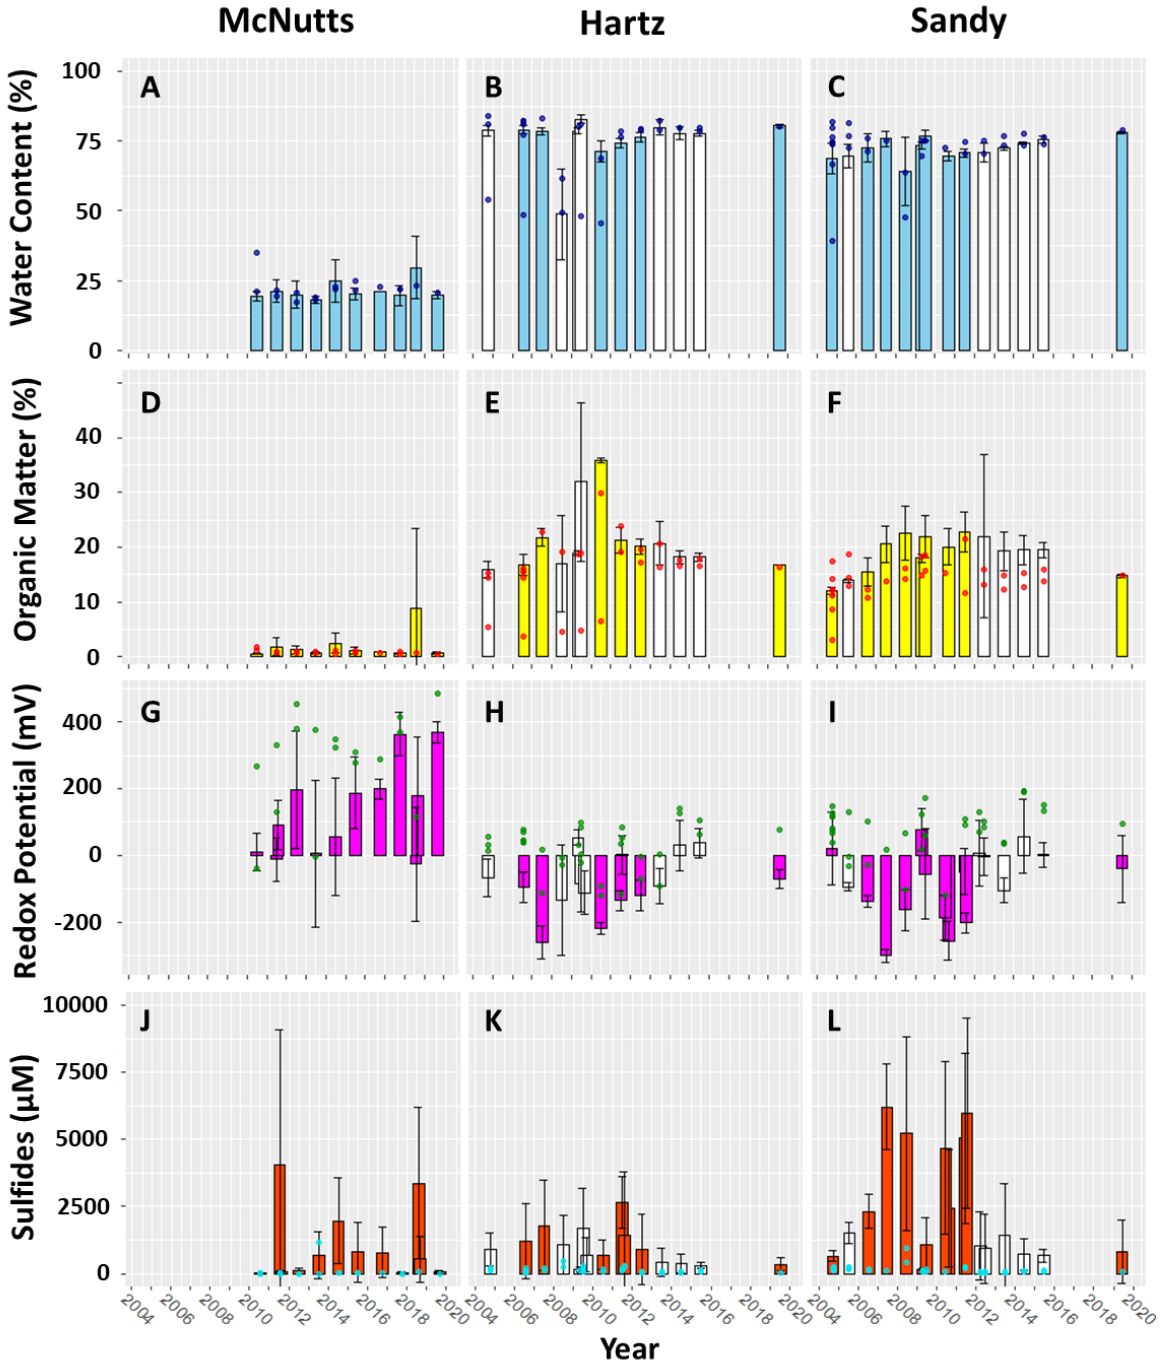 McNutts Hartz Sandy
Water Content (%)
100
75
50
25
0
A B C
Organic Matter (%)
40
30
20
10
0
D E F
Redox Potential (mV)
400
200
0
-200
G H I
Sulfides (µM)
10000
7500
5000
2500
0
J K L
2004 2006 2008 2010 2012 2014 2016 2018 2020 2004 2006 2008 2010 2012 2014 2016 2018 2020 2004 2006 2008 2010 2012 2014 2016 2018 2020
Year